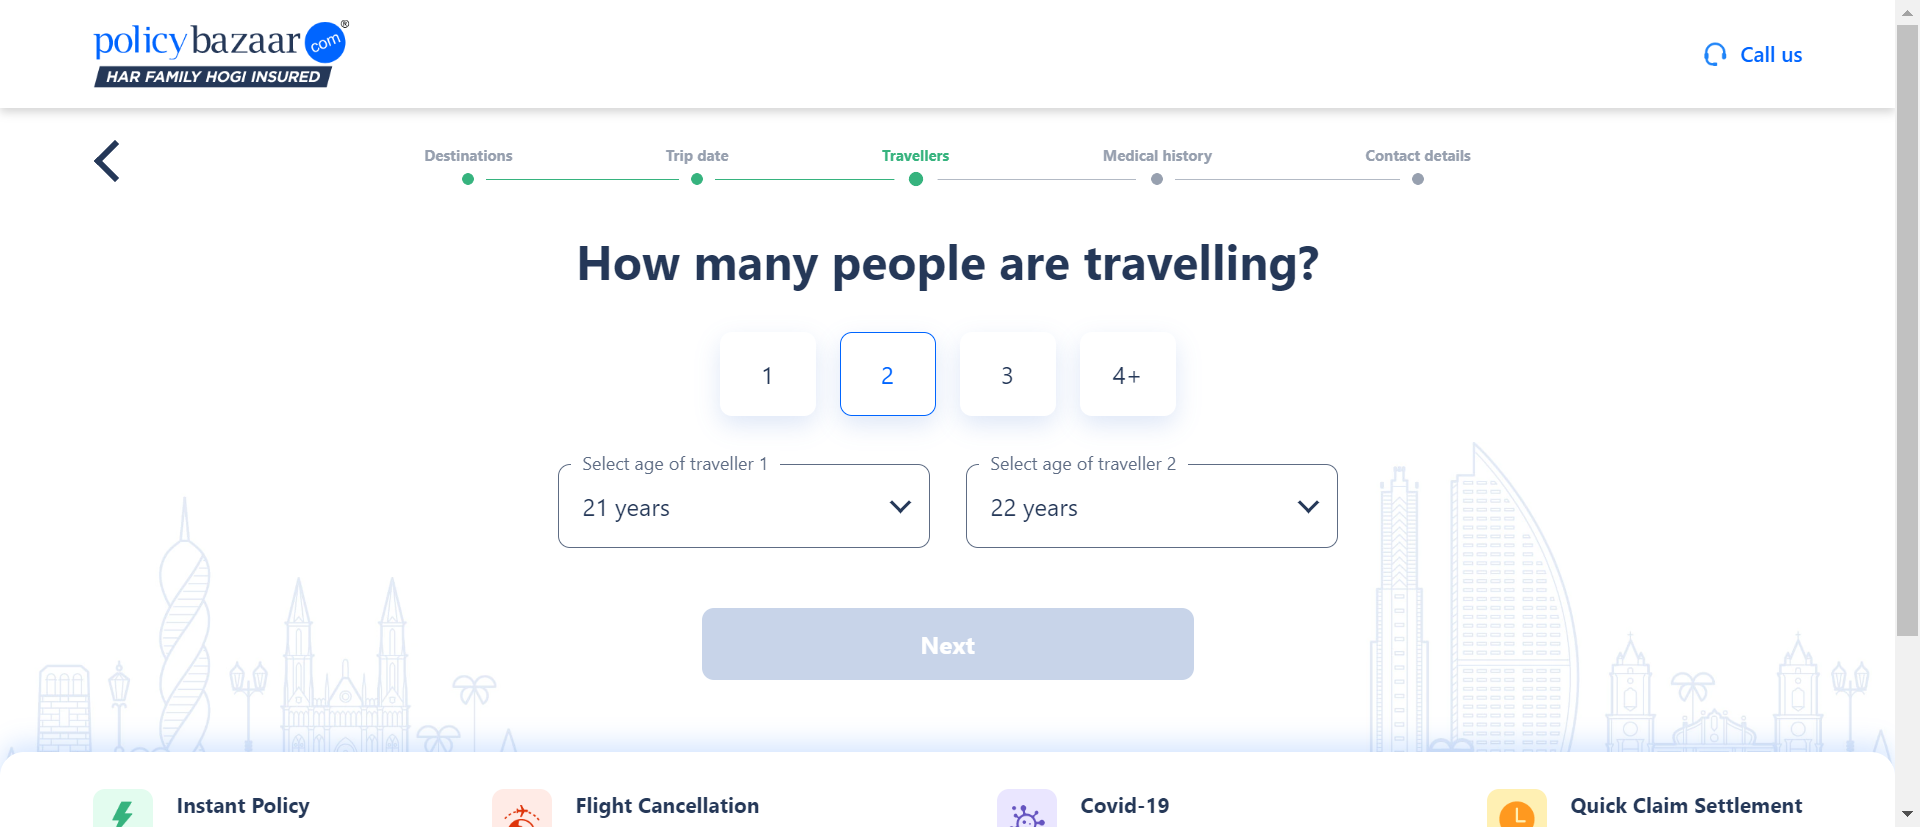 policybazaar com ®
HAR FAMILY HOGI INSURED
Call us
Destinations
Trip date
Travellers
Medical history
Contact details
How many people are travelling?
1
2
3
4+
Select age of traveller 1
21 years
Select age of traveller 2
22 years
Next
Instant Policy
Flight Cancellation
Covid-19
Quick Claim Settlement